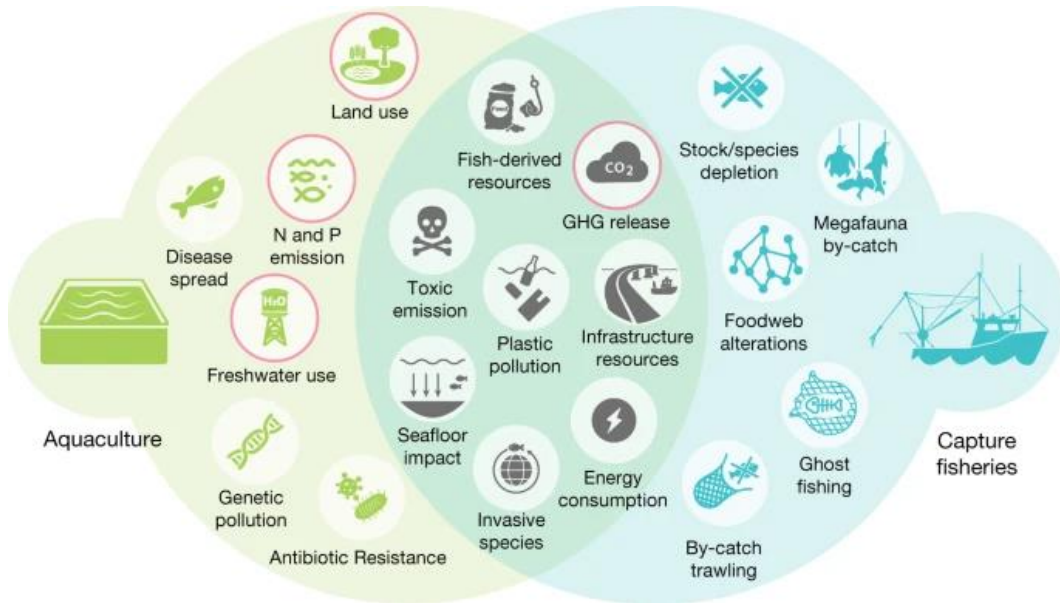 Land use
Fish-derived
resources
CO2
GHG release
Stock/species
depletion
Megafauna
by-catch
Disease
spread
N and P
emission
Toxic
emission
Plastic
pollution
Infrastructure
resources
Foodweb
alterations
H2O
Freshwater use
Aquaculture
Seafloor
impact
Energy
consumption
Ghost
fishing
Capture
fisheries
Genetic
pollution
Antibiotic Resistance
Invasive
species
By-catch
trawling